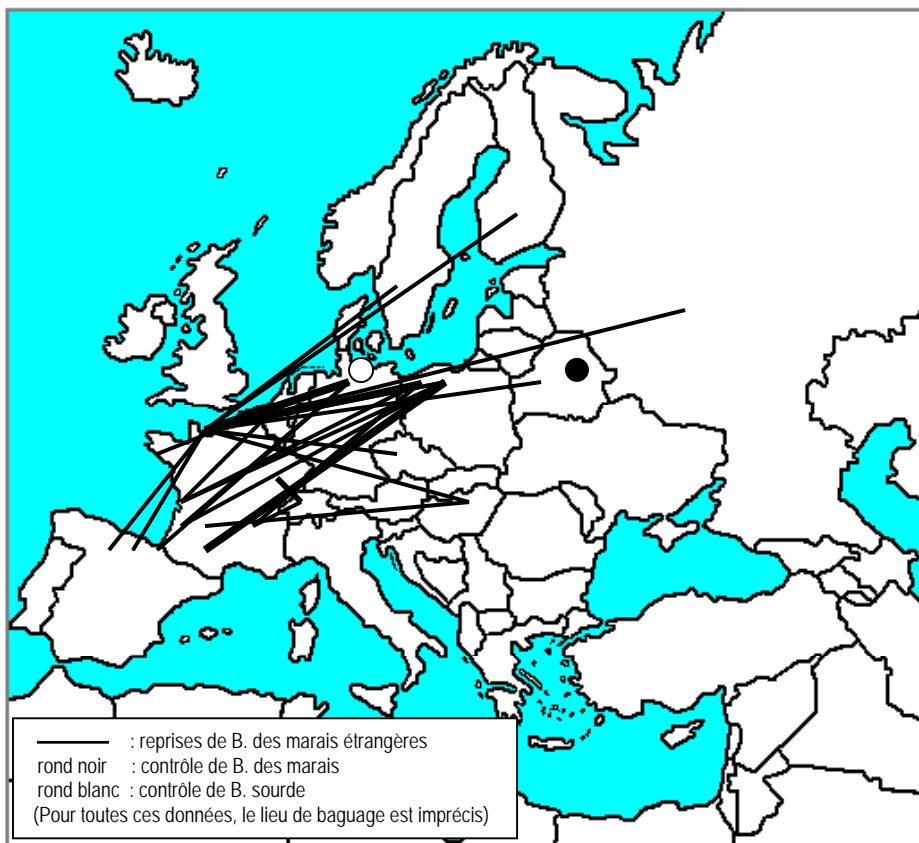 : reprises de B. des marais étrangères
rond noir : contrôle de B. des marais
rond blanc : contrôle de B. sourde
(Pour toutes ces données, le lieu de baguage est imprécis)